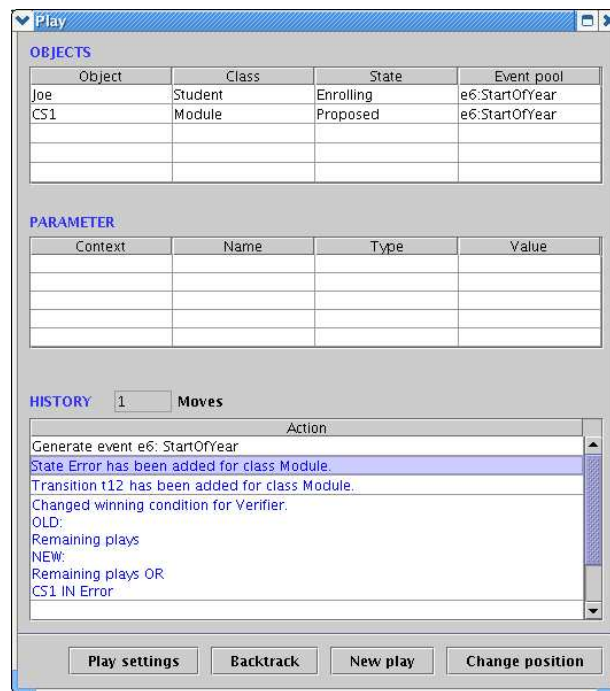 Play
OBJECTS
Object Class State Event pool
Joe Student Enrolling e6:StartOfYear
CS1 Module Proposed e6:StartOfYear
PARAMETER
Context Name Type Value
HISTORY 1 Moves
Action
Generate event e6: StartOfYear
State Error has been added for class Module.
Transition t12 has been added for class Module.
Changed winning condition for Verifier.
OLD:
Remaining plays
NEW:
Remaining plays OR
CS1 IN Error
Play settings Backtrack New play Change position